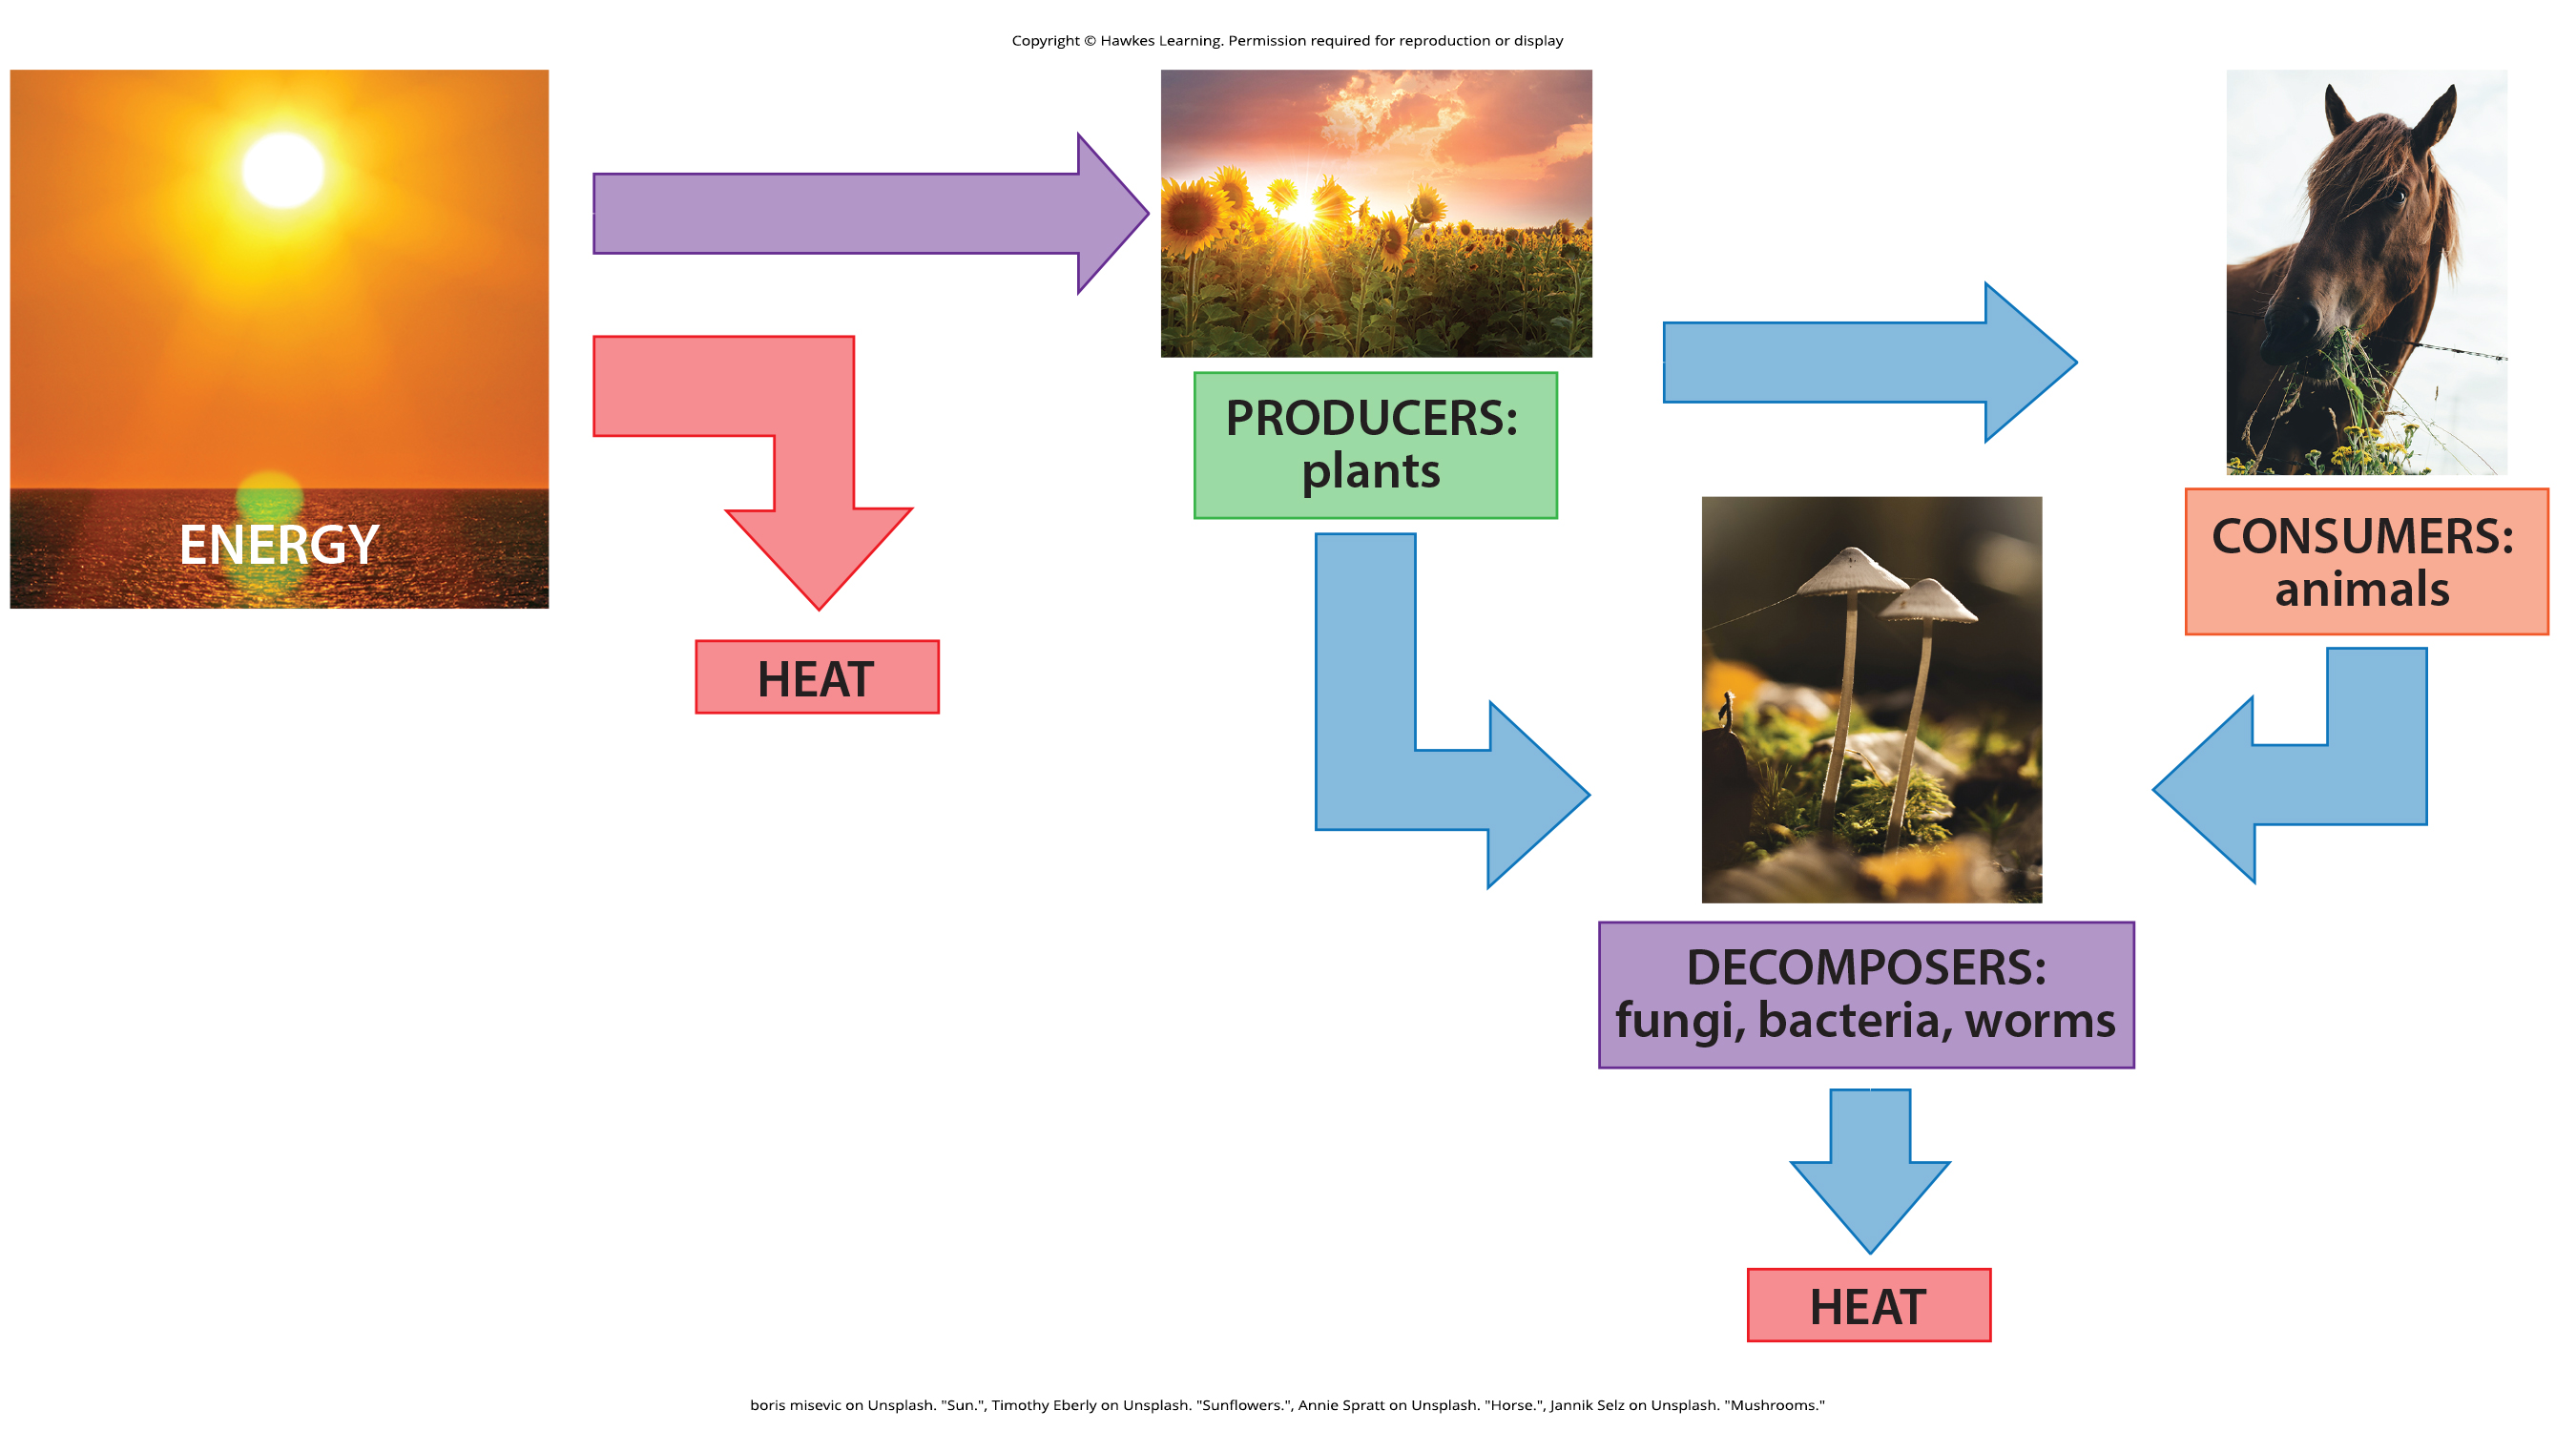 Copyright © Hawkes Learning. Permission required for reproduction or display
ENERGY
HEAT
PRODUCERS:
plants
CONSUMERS:
animals
DECOMPOSERS:
fungi, bacteria, worms
HEAT
boris misevic on Unsplash. "Sun.", Timothy Eberly on Unsplash. "Sunflowers.", Annie Spratt on Unsplash. "Horse.", Jannik Selz on Unsplash. "Mushrooms."